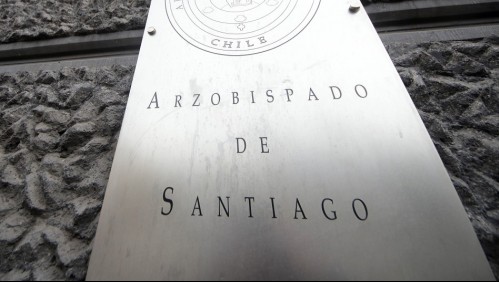 CHILE
ARZOBISPADO
DE
SANTIAGO